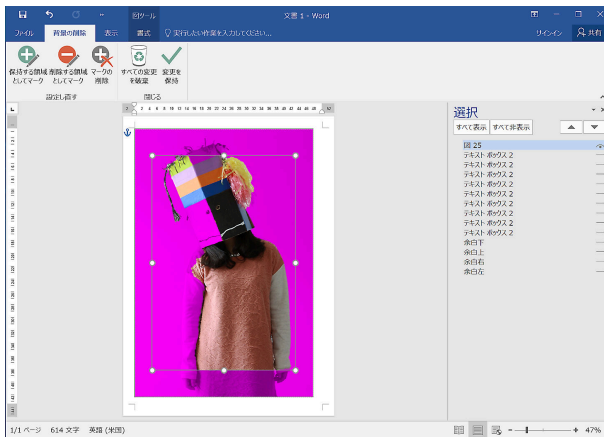 図ツール
文書 1 - Word
ファイル 背景の削除 表示 書式 実行したい作業を入力してください... サインイン 共有
保持する領域としてマーク
削除する領域としてマーク
マークの削除
すべての変更を破棄
変更を保持
設定し直す 閉じる
選択
すべて表示 すべて非表示
図 25
テキスト ボックス 2
テキスト ボックス 2
テキスト ボックス 2
テキスト ボックス 2
テキスト ボックス 2
テキスト ボックス 2
テキスト ボックス 2
テキスト ボックス 2
テキスト ボックス 2
余白下
余白上
余白右
余白左
1/1 ページ 614 文字 英語 (米国) 47%